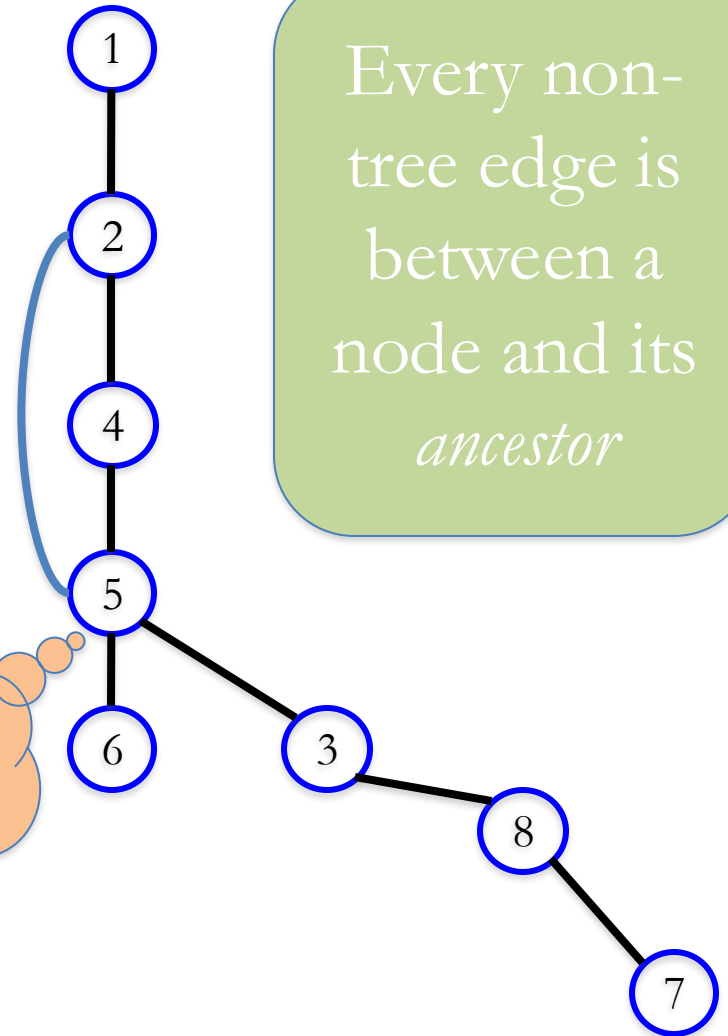 1
Every non-
tree edge is
between a
node and its
ancestor
2
4
5
6
3
8
7